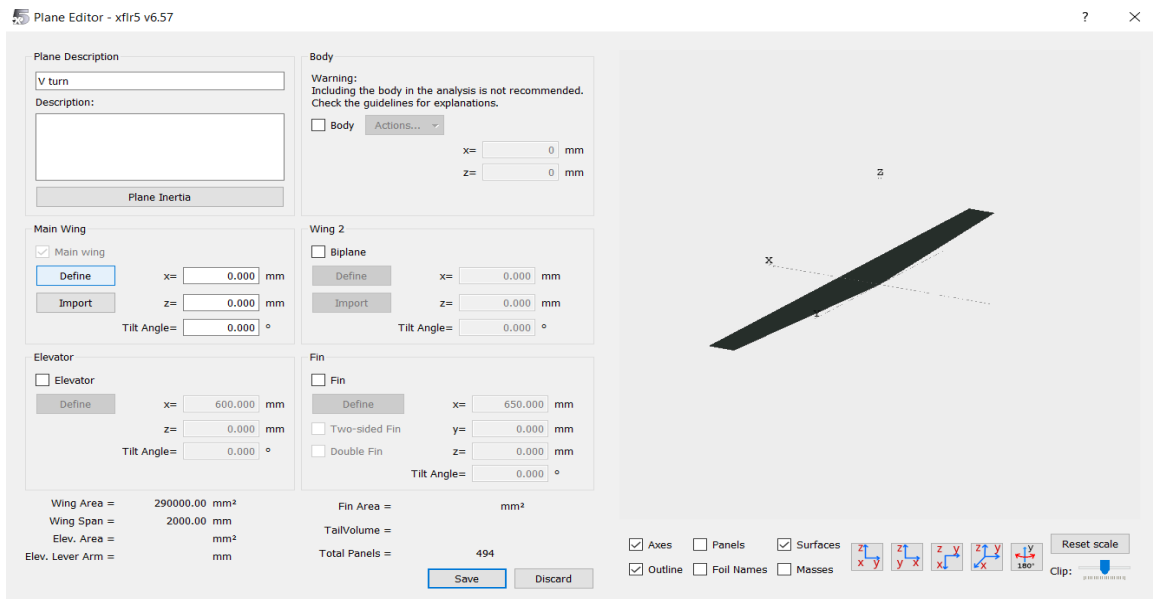 Plane Editor - xflr5 v6.57 ?
Plane Description
V turn
Description:
Plane Inertia
Body
Warning:
Including the body in the analysis is not recommended.
Check the guidelines for explanations.
Body Actions...
x= 0 mm
z= 0 mm
Main Wing
Main wing
Define x= 0.000 mm
Import z= 0.000 mm
Tilt Angle= 0.000 °
Wing 2
Biplane
Define x= 0.000 mm
Import z= 0.000 mm
Tilt Angle= 0.000 °
Elevator
Elevator
Define x= 600.000 mm
z= 0.000 mm
Tilt Angle= 0.000 °
Fin
Fin
Define x= 650.000 mm
Two-sided Fin y= 0.000 mm
Double Fin z= 0.000 mm
Tilt Angle= 0.000 °
Wing Area = 290000.00 mm²
Wing Span = 2000.00 mm
Elev. Area = mm²
Elev. Lever Arm = mm
Fin Area = mm²
TailVolume =
Total Panels = 494
Save Discard
z
x
Axes Panels Surfaces
Outline Foil Names Masses
z x y
z y x
z y x
z y x
y 180°
Reset scale
Clip: